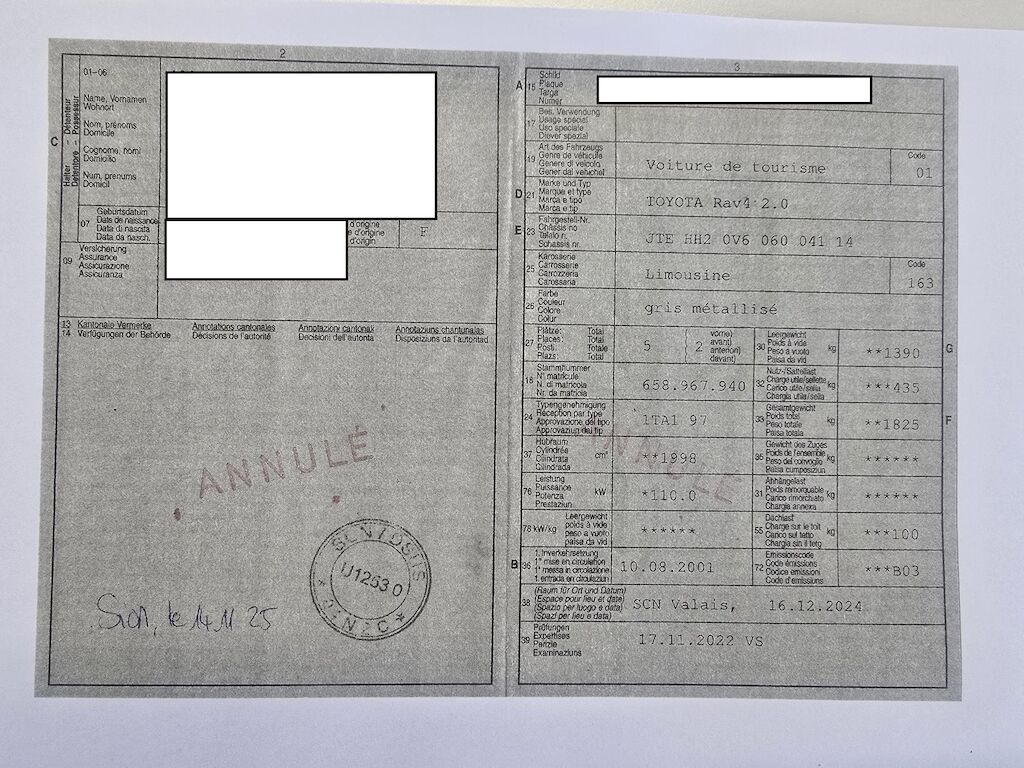 2
01-06
Name, Vornamen
Wohnort
Nom, prénoms
Domicile
Cognome, nomi
Domicilio
Num, prenums
Domicil
C
Halter - Détenteur
Detentore - Possessur
07
Geburtsdatum
Date de naissance
Data di nascita
Data da nasch.
d'origine
e d'origine
d'origin
F
09
Versicherung
Assurance
Assicurazione
Assicuranza
13 Kantonale Vermerke
14 Verfügungen der Behörde
Annotations cantonales
Décisions de l'autorité
Annotazioni cantonali
Decisioni dell'autorità
Annotaziuns chantunalas
Disposiziuns da l'autoritad
ANNULÉ
U1253 0
Sion, le 14.11.25
3
A 15
Schild
Plaque
Targa
Numer
17
Bes. Verwendung
Usage spécial
Uso speciale
Diever spezial
19
Art des Fahrzeugs
Genre de véhicule
Genere di veicolo
Gener dal vehichel
Voiture de tourisme
Code
01
D 21
Marke und Typ
Marque et type
Marca e tipo
Marca e tip
TOYOTA Rav4 2.0
E 23
Fahrgestell-Nr.
Châssis no
Telaio n.
Schassis nr.
JTE HH2 0V6 060 041 14
25
Karosserie
Carrosserie
Carrozzeria
Carossaria
Limousine
Code
163
26
Farbe
Couleur
Colore
Colur
gris métallisé
27
Plätze: Total
Places: Total
Posti: Totale
Plazs: Total
5
( 2
vorne)
avant)
anteriori)
davant)
30
Leergewicht
Poids à vide
Peso a vuoto
Paisa da vid
kg
**1390
G
18
Stammnummer
N° matricule
N. di matricola
Nr. da matricla
658.967.940
32
Nutz-/Sattellast
Charge utile/sellette
Carico utile/sella
Chargia utila/sella
kg
***435
24
Typengenehmigung
Réception par type
Approvazione del tipo
Approvaziun dal tip
1TA1 97
33
Gesamtgewicht
Poids total
Peso totale
Paisa totala
kg
**1825
F
ANNULÉ
37
Hubraum
Cylindrée
Cilindrata
Cilindrada
cm³
**1998
35
Gewicht des Zuges
Poids de l'ensemble
Peso del convoglio
Paisa cumposiziun
kg
******
76
Leistung
Puissance
Potenza
Prestaziun
kW
*110.0
31
Anhängelast
Poids remorquable
Carico rimorchiato
Chargia annexa
kg
******
78 kW/kg
Leergewicht
poids à vide
peso a vuoto
paisa da vid
******
55
Dachlast
Charge sur le toit
Carico sul tetto
Chargia sin il tetg
kg
***100
B 36
1. Inverkehrsetzung
1re mise en circulation
1a messa in circolazione
1. entrada en circulaziun
10.08.2001
72
Emissionscode
Code émissions
Codice emissioni
Code d'emissiuns
***B03
38
(Raum für Ort und Datum)
(Espace pour lieu et date)
(Spazio per luogo e data)
(Spazi per lieu e data)
SCN Valais, 16.12.2024
39
Prüfungen
Expertises
Perizie
Examinaziuns
17.11.2022 VS